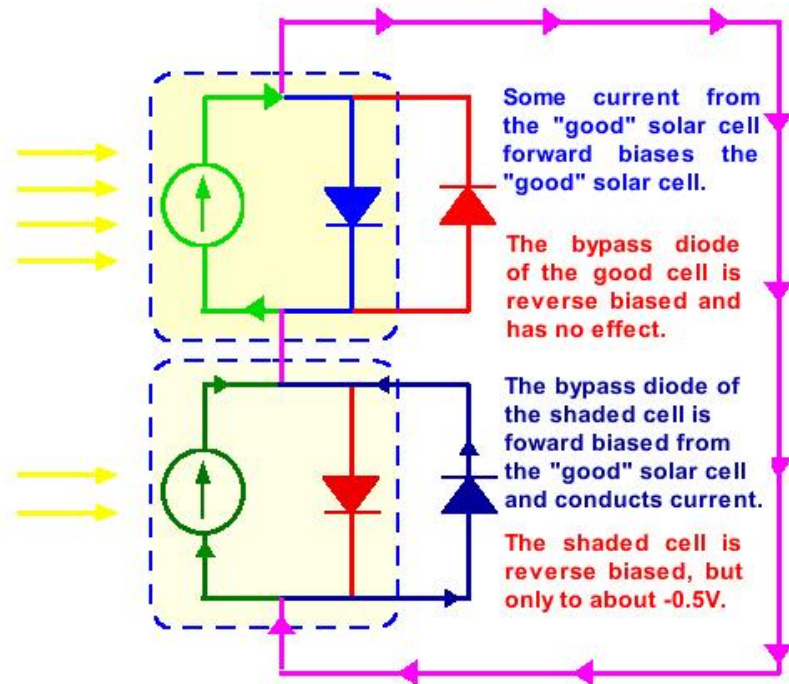 Some current from
the "good" solar cell
forward biases the
"good" solar cell.
The bypass diode
of the good cell is
reverse biased and
has no effect.
The bypass diode of
the shaded cell is
foward biased from
the "good" solar cell
and conducts current.
The shaded cell is
reverse biased, but
only to about -0.5V.